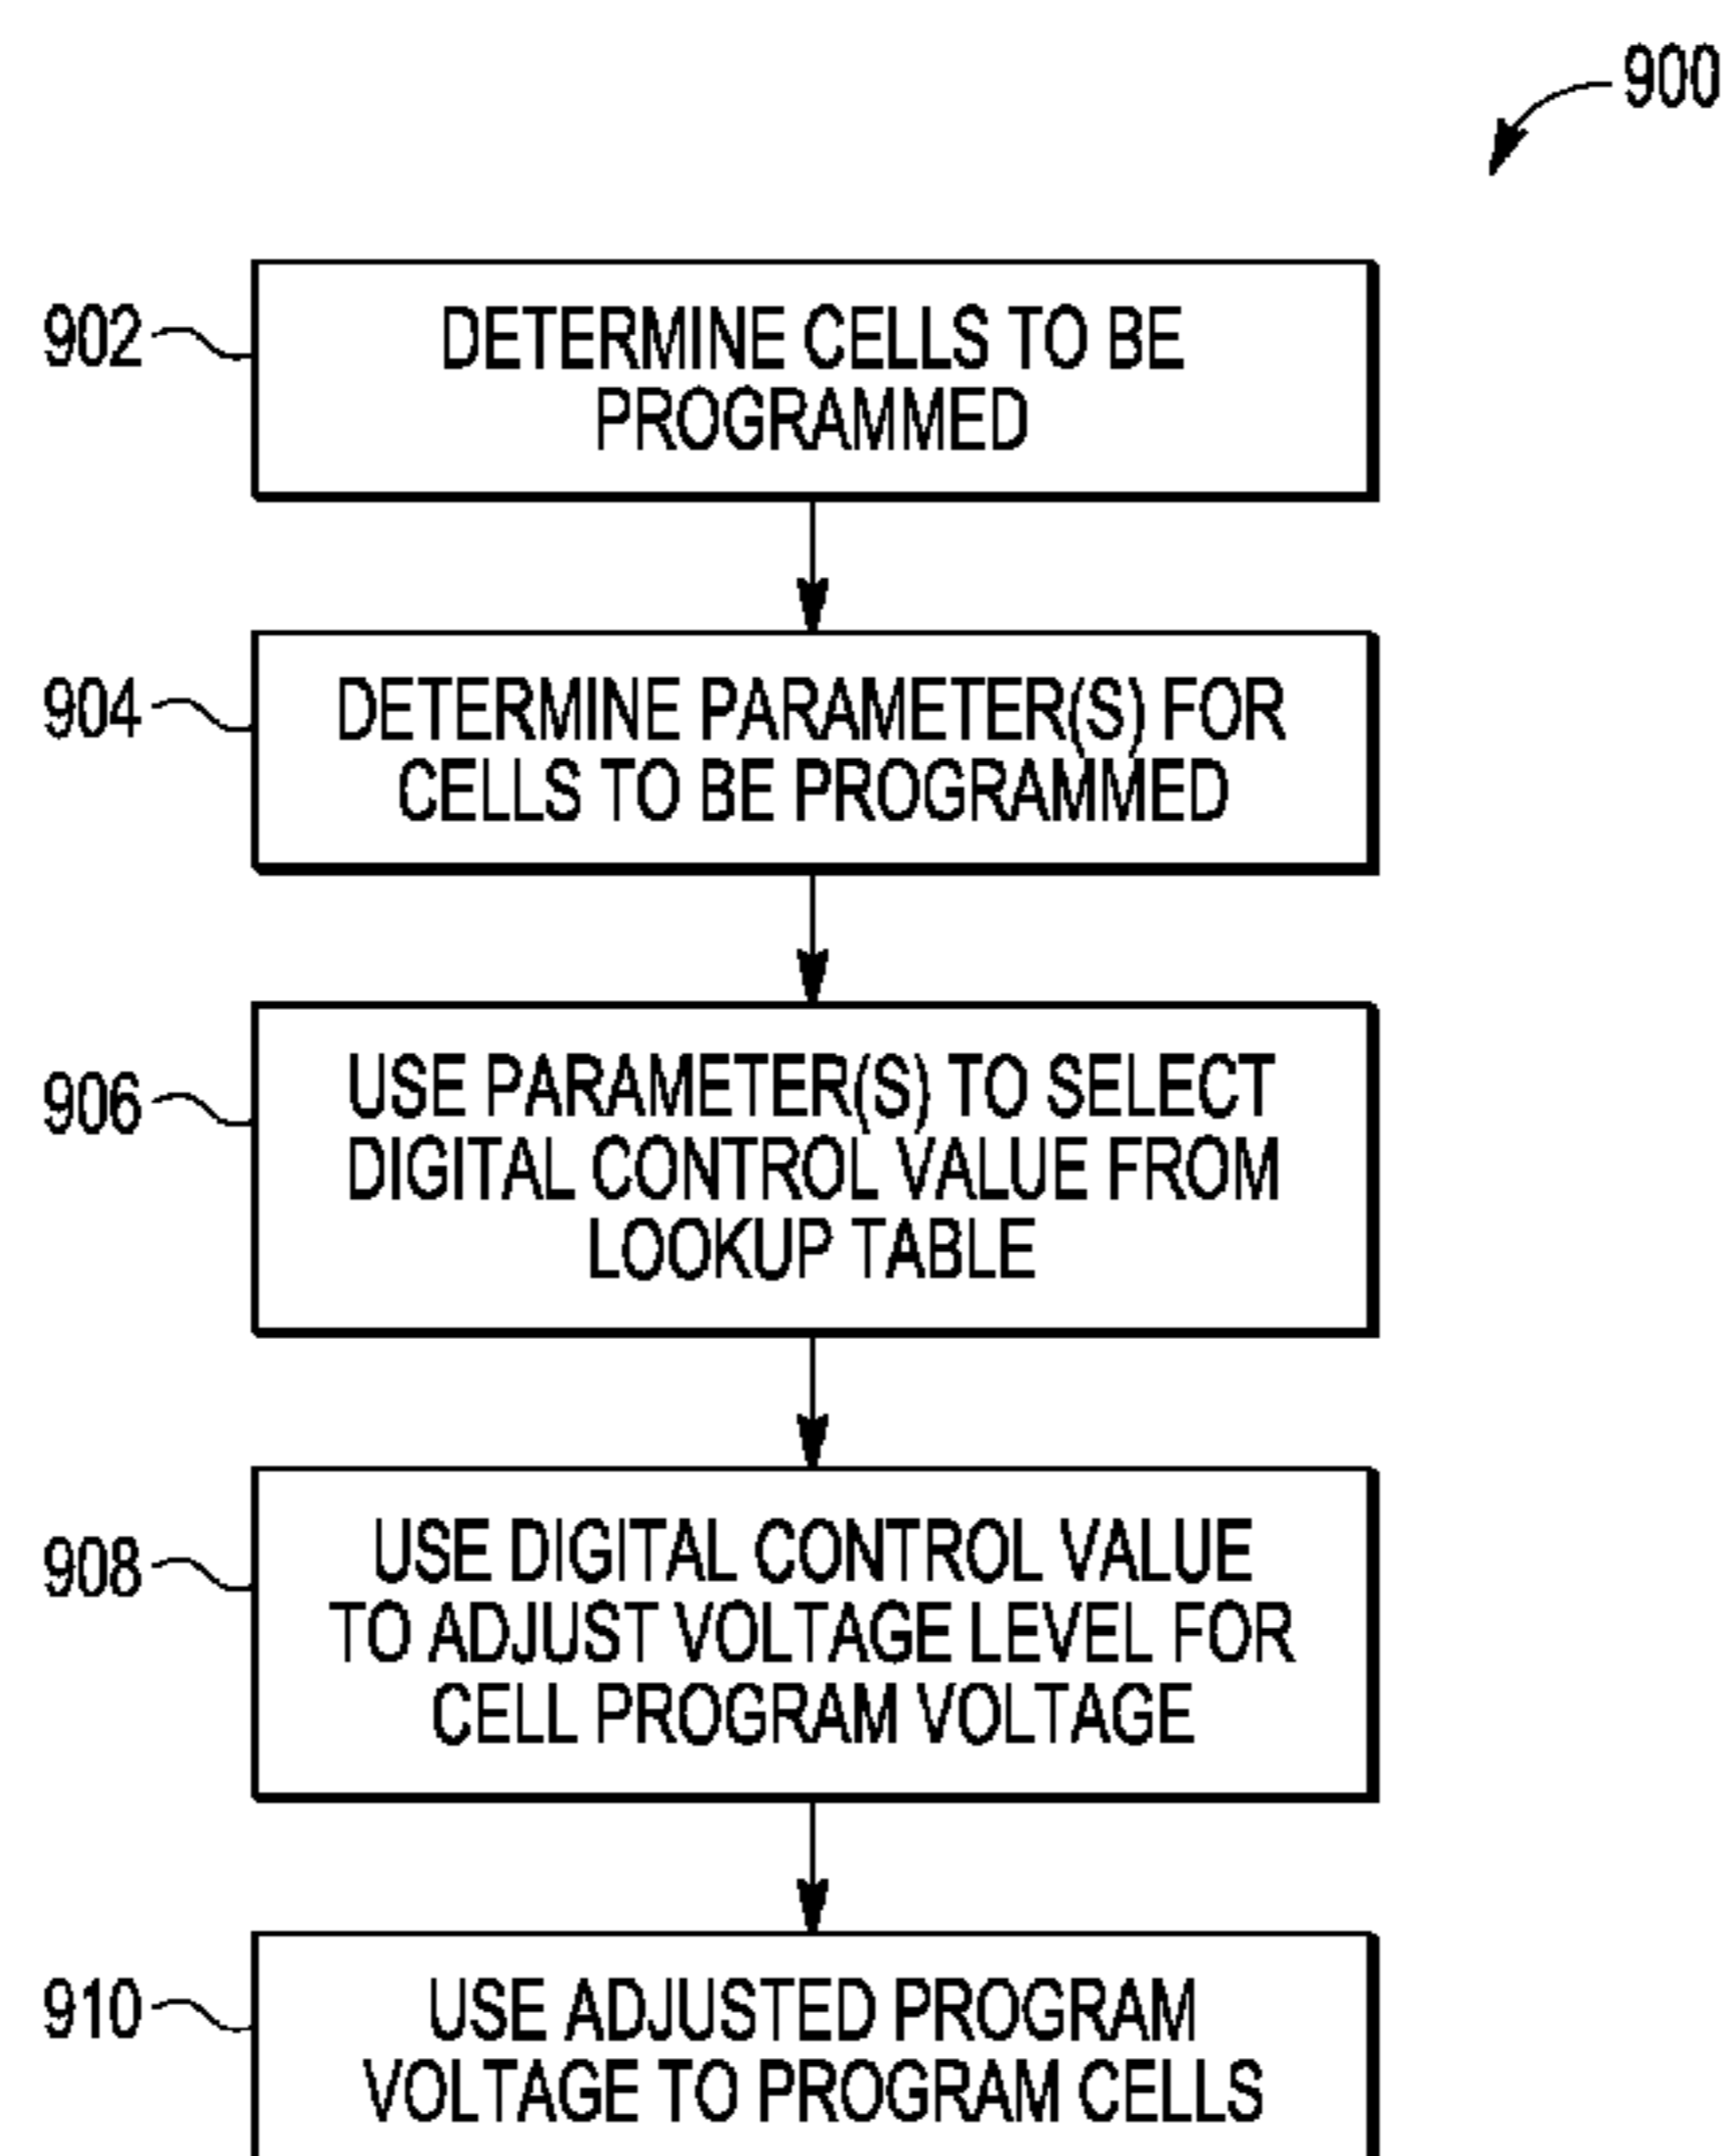 900
902
DETERMINE CELLS TO BE
PROGRAMMED
904
DETERMINE PARAMETER(S) FOR
CELLS TO BE PROGRAMMED
906
USE PARAMETER(S) TO SELECT
DIGITAL CONTROL VALUE FROM
LOOKUP TABLE
908
USE DIGITAL CONTROL VALUE
TO ADJUST VOLTAGE LEVEL FOR
CELL PROGRAM VOLTAGE
910
USE ADJUSTED PROGRAM
VOLTAGE TO PROGRAM CELLS